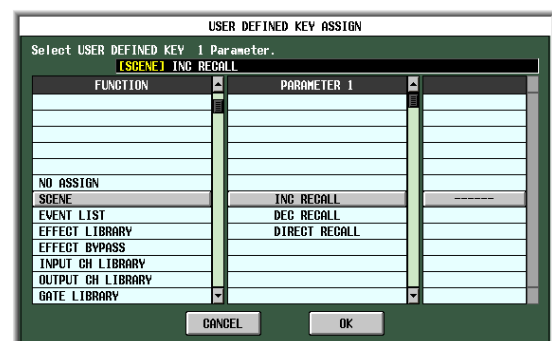 USER DEFINED KEY ASSIGN
Select USER DEFINED KEY 1 Parameter.
[SCENE] INC RECALL
FUNCTION PARAMETER 1
NO ASSIGN
SCENE INC RECALL ------
EVENT LIST DEC RECALL
EFFECT LIBRARY DIRECT RECALL
EFFECT BYPASS
INPUT CH LIBRARY
OUTPUT CH LIBRARY
GATE LIBRARY
CANCEL OK